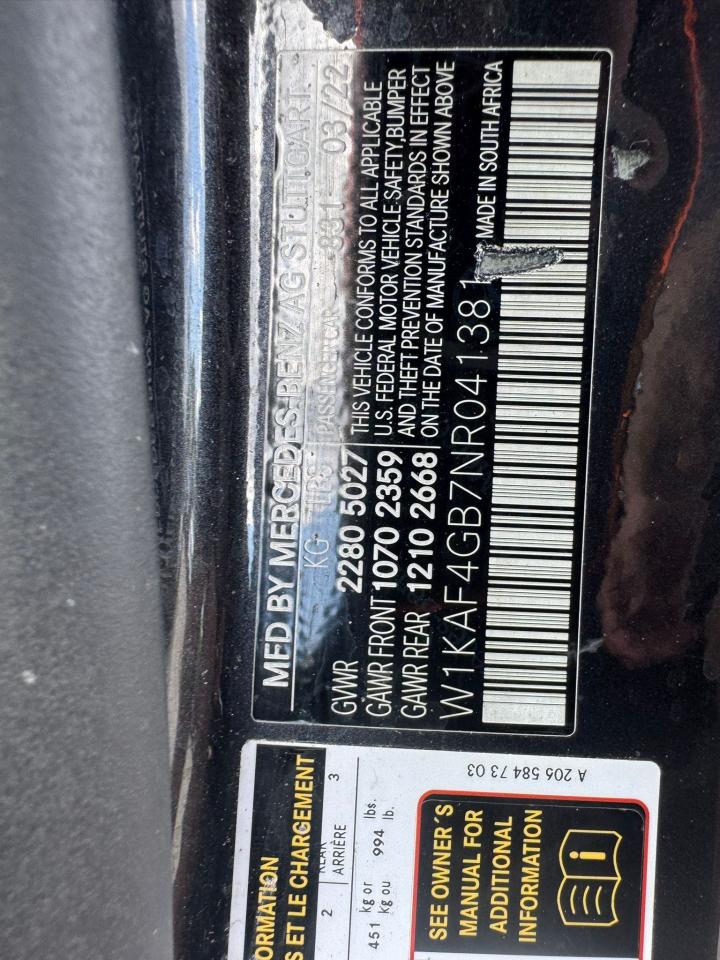 MFD BY MERCEDES-BENZ AG STUTTGART
KG LBS PASSENGER CAR 03/22
GVWR 2280 5027
GAWR FRONT 1070 2359
GAWR REAR 1210 2668
THIS VEHICLE CONFORMS TO ALL APPLICABLE
U.S. FEDERAL MOTOR VEHICLE SAFETY, BUMPER
AND THEFT PREVENTION STANDARDS IN EFFECT
ON THE DATE OF MANUFACTURE SHOWN ABOVE
W1KAF4GB7NR041381
MADE IN SOUTH AFRICA
ORMATION
S ET LE CHARGEMENT
2 REAR 3
ARRIÈRE
451 kg or 994 lbs.
kg ou lb.
A 206 584 73 03
SEE OWNER'S
MANUAL FOR
ADDITIONAL
INFORMATION